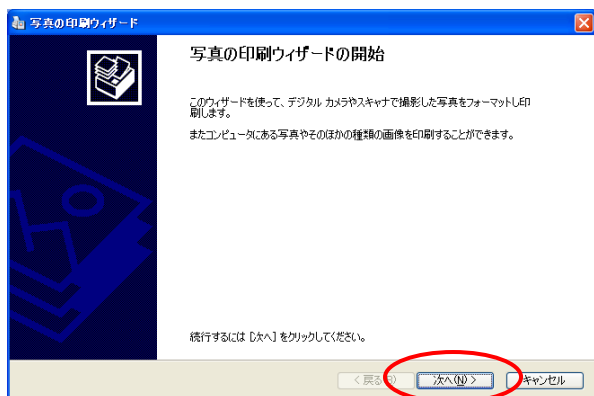 写真の印刷ウィザード
写真の印刷ウィザードの開始
このウィザードを使って、デジタル カメラやスキャナで撮影した写真をフォーマットし印
刷します。
またコンピュータにある写真やそのほかの種類の画像を印刷することができます。
続行するには [次へ] をクリックしてください。
< 戻る(B) 次へ(N) > キャンセル